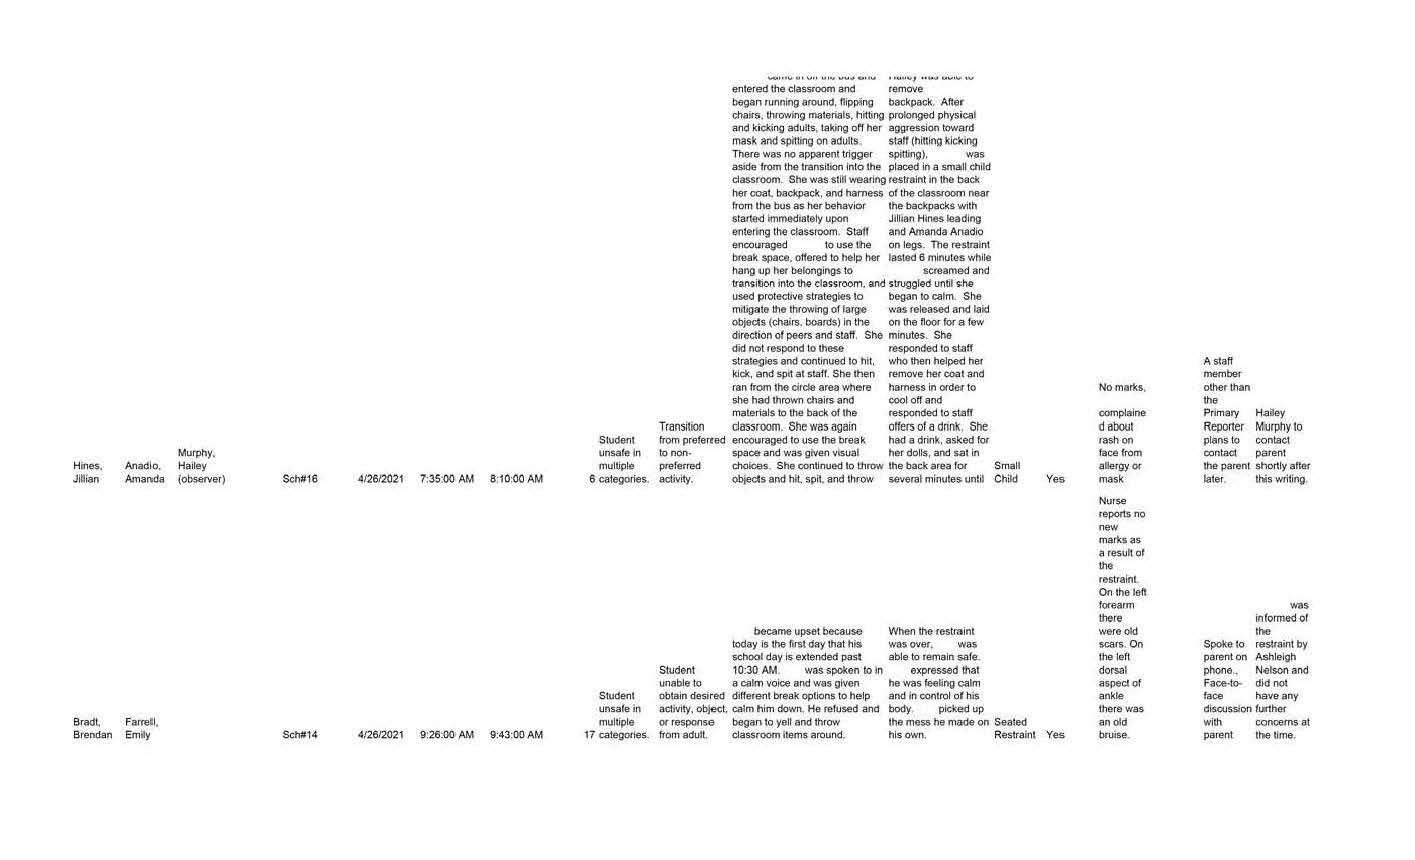 Hines,
Jillian
Anadio,
Amanda
Murphy,
Hailey
(observer)
Sch#16
4/26/2021
7:35:00 AM
8:10:00 AM
6
Student
unsafe in
multiple
categories.
Transition
from preferred
to non-
preferred
activity.
came in off the bus and
entered the classroom and
began running around, flipping
chairs, throwing materials, hitting
and kicking adults, taking off her
mask and spitting on adults.
There was no apparent trigger
aside from the transition into the
classroom. She was still wearing
her coat, backpack, and harness
from the bus as her behavior
started immediately upon
entering the classroom. Staff
encouraged to use the
break space, offered to help her
hang up her belongings to
transition into the classroom, and
used protective strategies to
mitigate the throwing of large
objects (chairs, boards) in the
direction of peers and staff. She
did not respond to these
strategies and continued to hit,
kick, and spit at staff. She then
ran from the circle area where
she had thrown chairs and
materials to the back of the
classroom. She was again
encouraged to use the break
space and was given visual
choices. She continued to throw
objects and hit, spit, and throw
Hailey was able to
remove
backpack. After
prolonged physical
aggression toward
staff (hitting kicking
spitting), was
placed in a small child
restraint in the back
of the classroom near
the backpacks with
Jillian Hines leading
and Amanda Anadio
on legs. The restraint
lasted 6 minutes while
screamed and
struggled until she
began to calm. She
was released and laid
on the floor for a few
minutes. She
responded to staff
who then helped her
remove her coat and
harness in order to
cool off and
responded to staff
offers of a drink. She
had a drink, asked for
her dolls, and sat in
the back area for
several minutes until
Small
Child
Yes
No marks,
complaine
d about
rash on
face from
allergy or
mask
A staff
member
other than
the
Primary
Reporter
plans to
contact
the parent
later.
Hailey
Murphy to
contact
parent
shortly after
this writing.
Bradt,
Brendan
Farrell,
Emily
Sch#14
4/26/2021
9:26:00 AM
9:43:00 AM
17
Student
unsafe in
multiple
categories.
Student
unable to
obtain desired
activity, object,
or response
from adult.
became upset because
today is the first day that his
school day is extended past
10:30 AM. was spoken to in
a calm voice and was given
different break options to help
calm him down. He refused and
began to yell and throw
classroom items around.
When the restraint
was over, was
able to remain safe.
expressed that
he was feeling calm
and in control of his
body. picked up
the mess he made on
his own.
Seated
Restraint
Yes
Nurse
reports no
new
marks as
a result of
the
restraint.
On the left
forearm
there
were old
scars. On
the left
dorsal
aspect of
ankle
there was
an old
bruise.
Spoke to
parent on
phone.,
Face-to-
face
discussion
with
parent
was
informed of
the
restraint by
Ashleigh
Nelson and
did not
have any
further
concerns at
the time.